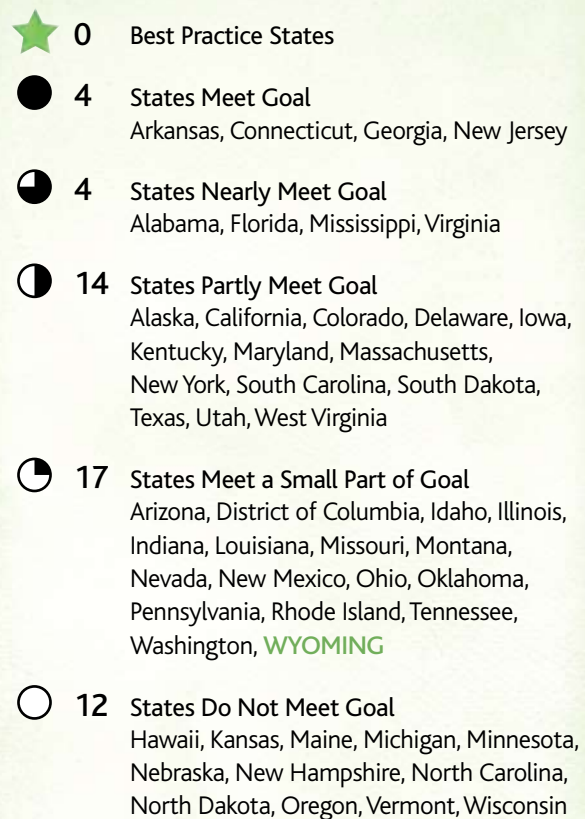 0 Best Practice States
4 States Meet Goal
Arkansas, Connecticut, Georgia, New Jersey
4 States Nearly Meet Goal
Alabama, Florida, Mississippi, Virginia
14 States Partly Meet Goal
Alaska, California, Colorado, Delaware, Iowa,
Kentucky, Maryland, Massachusetts,
New York, South Carolina, South Dakota,
Texas, Utah, West Virginia
17 States Meet a Small Part of Goal
Arizona, District of Columbia, Idaho, Illinois,
Indiana, Louisiana, Missouri, Montana,
Nevada, New Mexico, Ohio, Oklahoma,
Pennsylvania, Rhode Island, Tennessee,
Washington, WYOMING
12 States Do Not Meet Goal
Hawaii, Kansas, Maine, Michigan, Minnesota,
Nebraska, New Hampshire, North Carolina,
North Dakota, Oregon, Vermont, Wisconsin